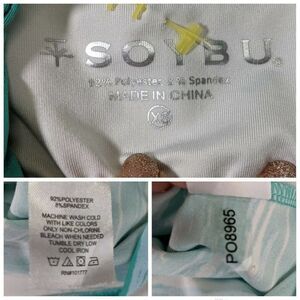 SOYBU.
92% Polyester 8% Spandex
MADE IN CHINA
XS
92%POLYESTER
8%SPANDEX
MACHINE WASH COLD
WITH LIKE COLORS
ONLY NON-CHLORINE
BLEACH WHEN NEEDED
TUMBLE DRY LOW
COOL IRON
RN#101777
PO8965